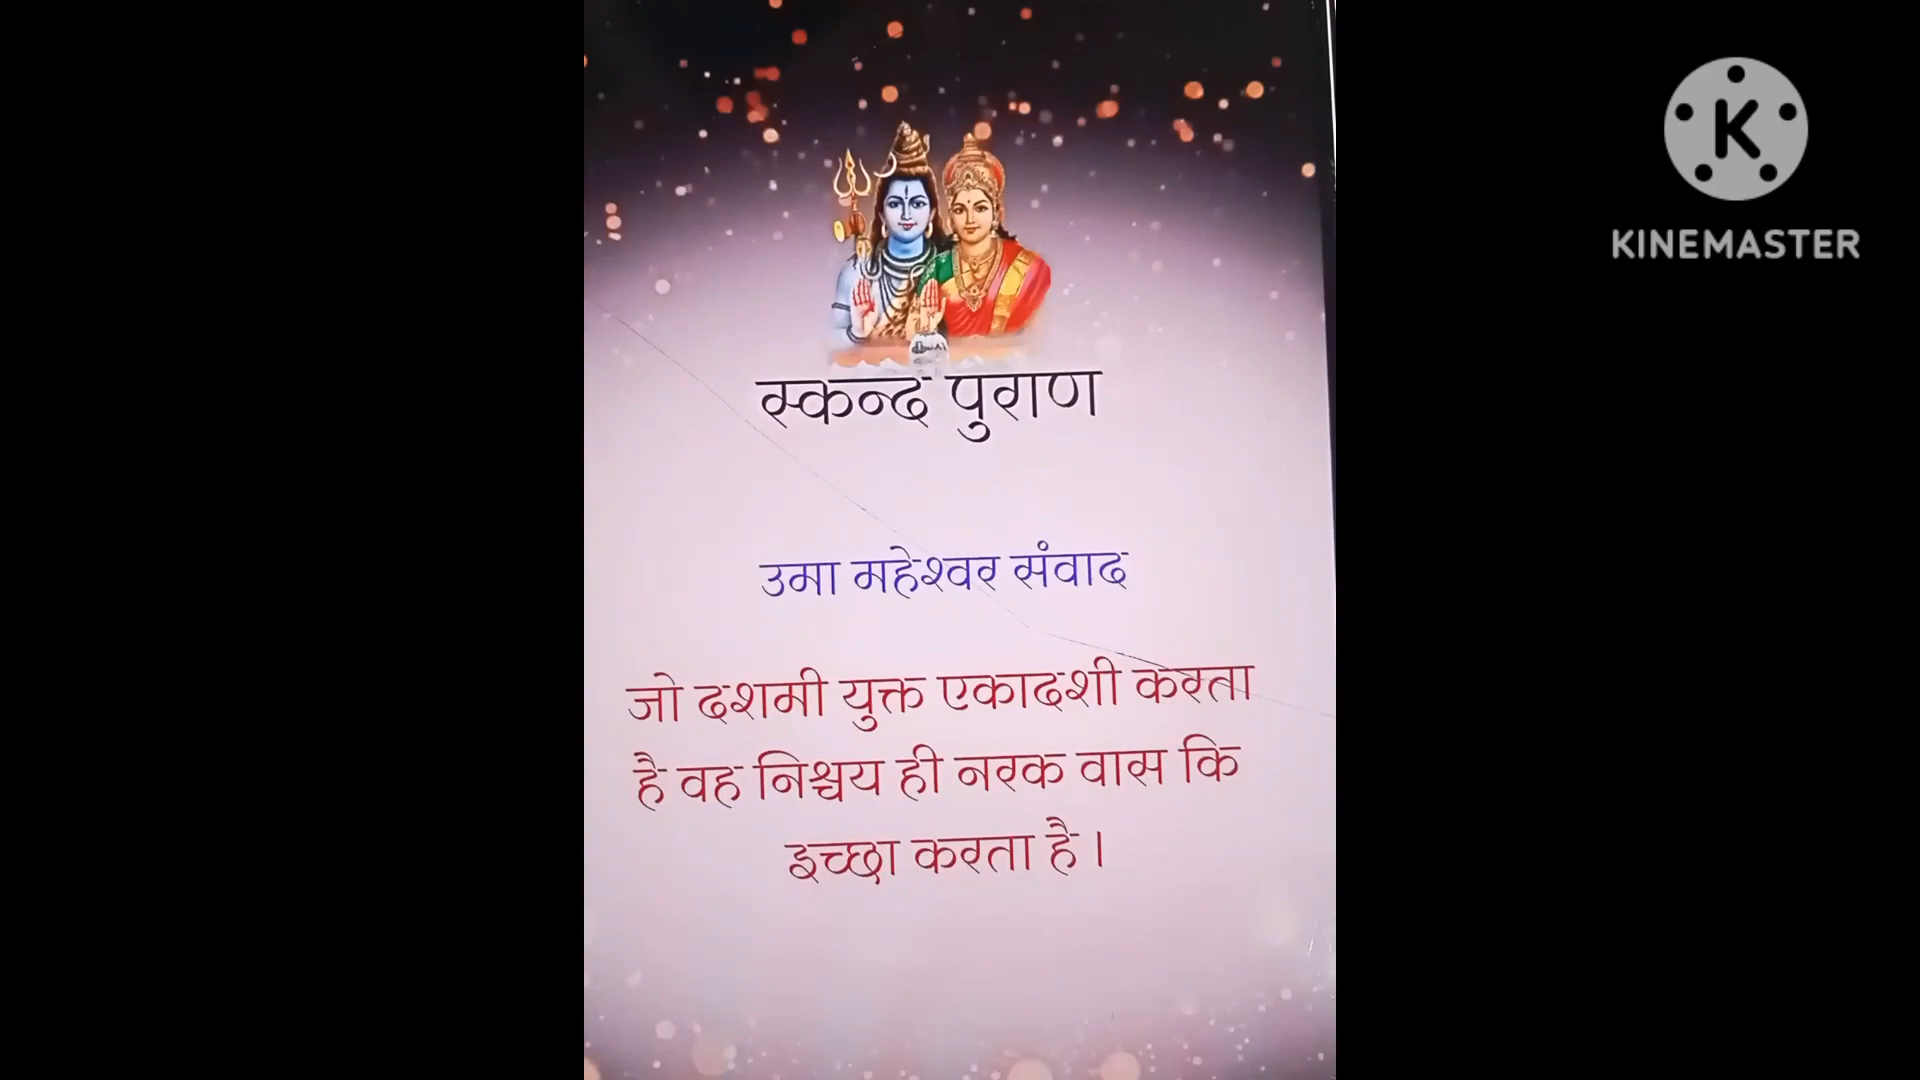 स्कन्द पुराण
उमा महेश्वर संवाद
जो दशमी युक्त एकादशी करता
है वह निश्चय ही नरक वास कि
इच्छा करता है ।
K
KINEMASTER